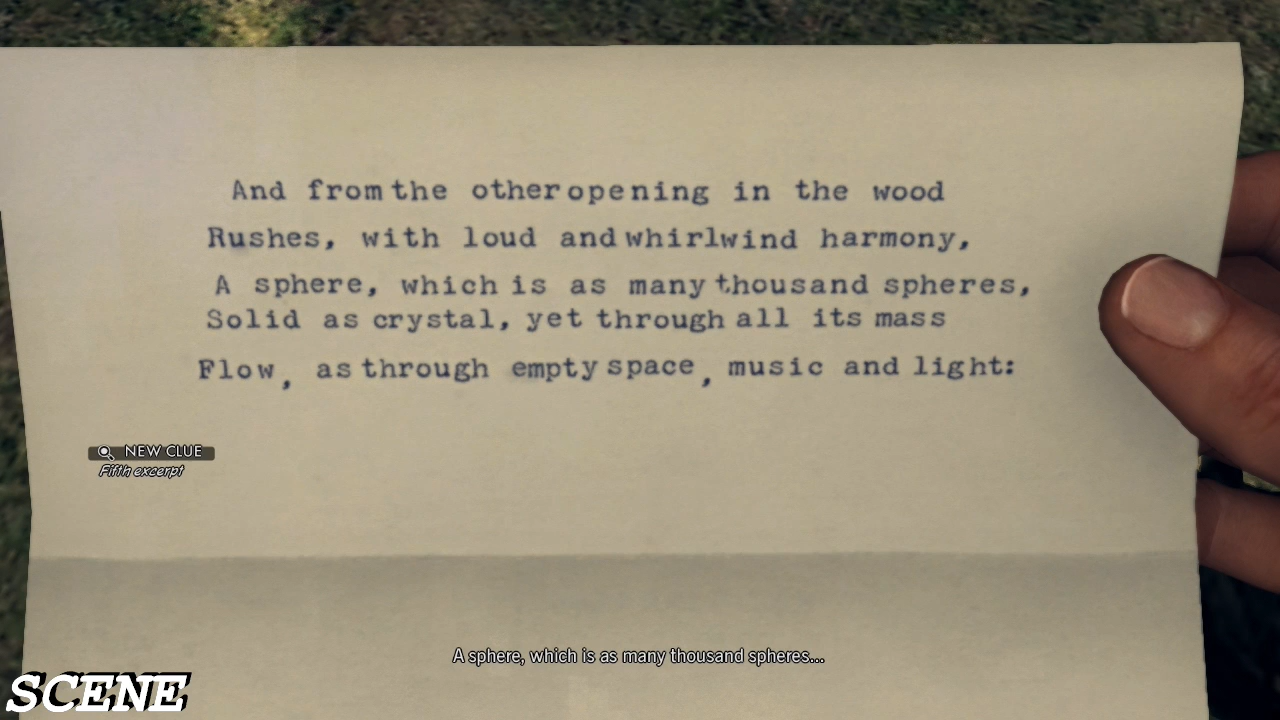 And from the other opening in the wood
Rushes, with loud and whirlwind harmony,
A sphere, which is as many thousand spheres,
Solid as crystal, yet through all its mass
Flow, as through empty space, music and light:
NEW CLUE
Fifth excerpt
A sphere, which is as many thousand spheres...
SCENE